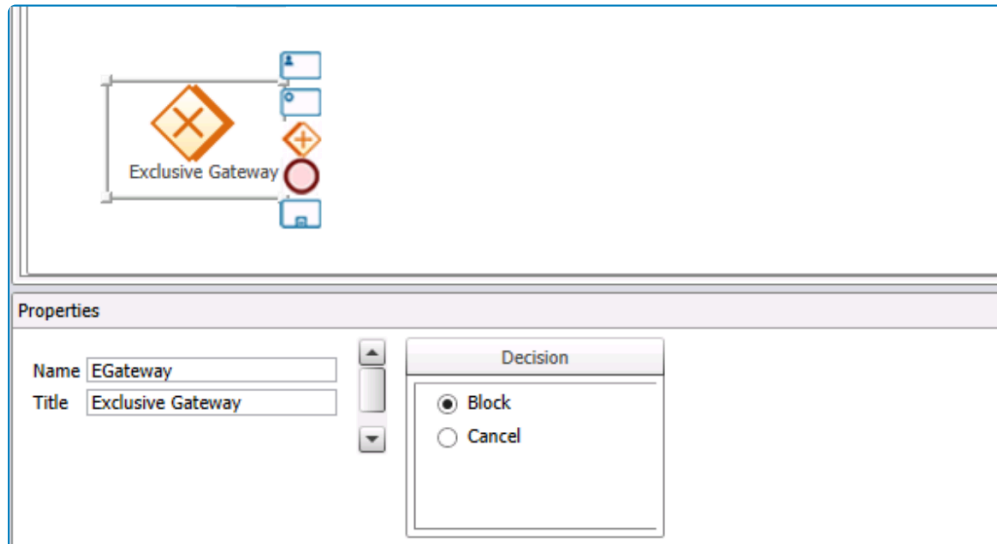 Exclusive Gateway
Properties
Name EGateway
Title Exclusive Gateway
Decision
Block
Cancel